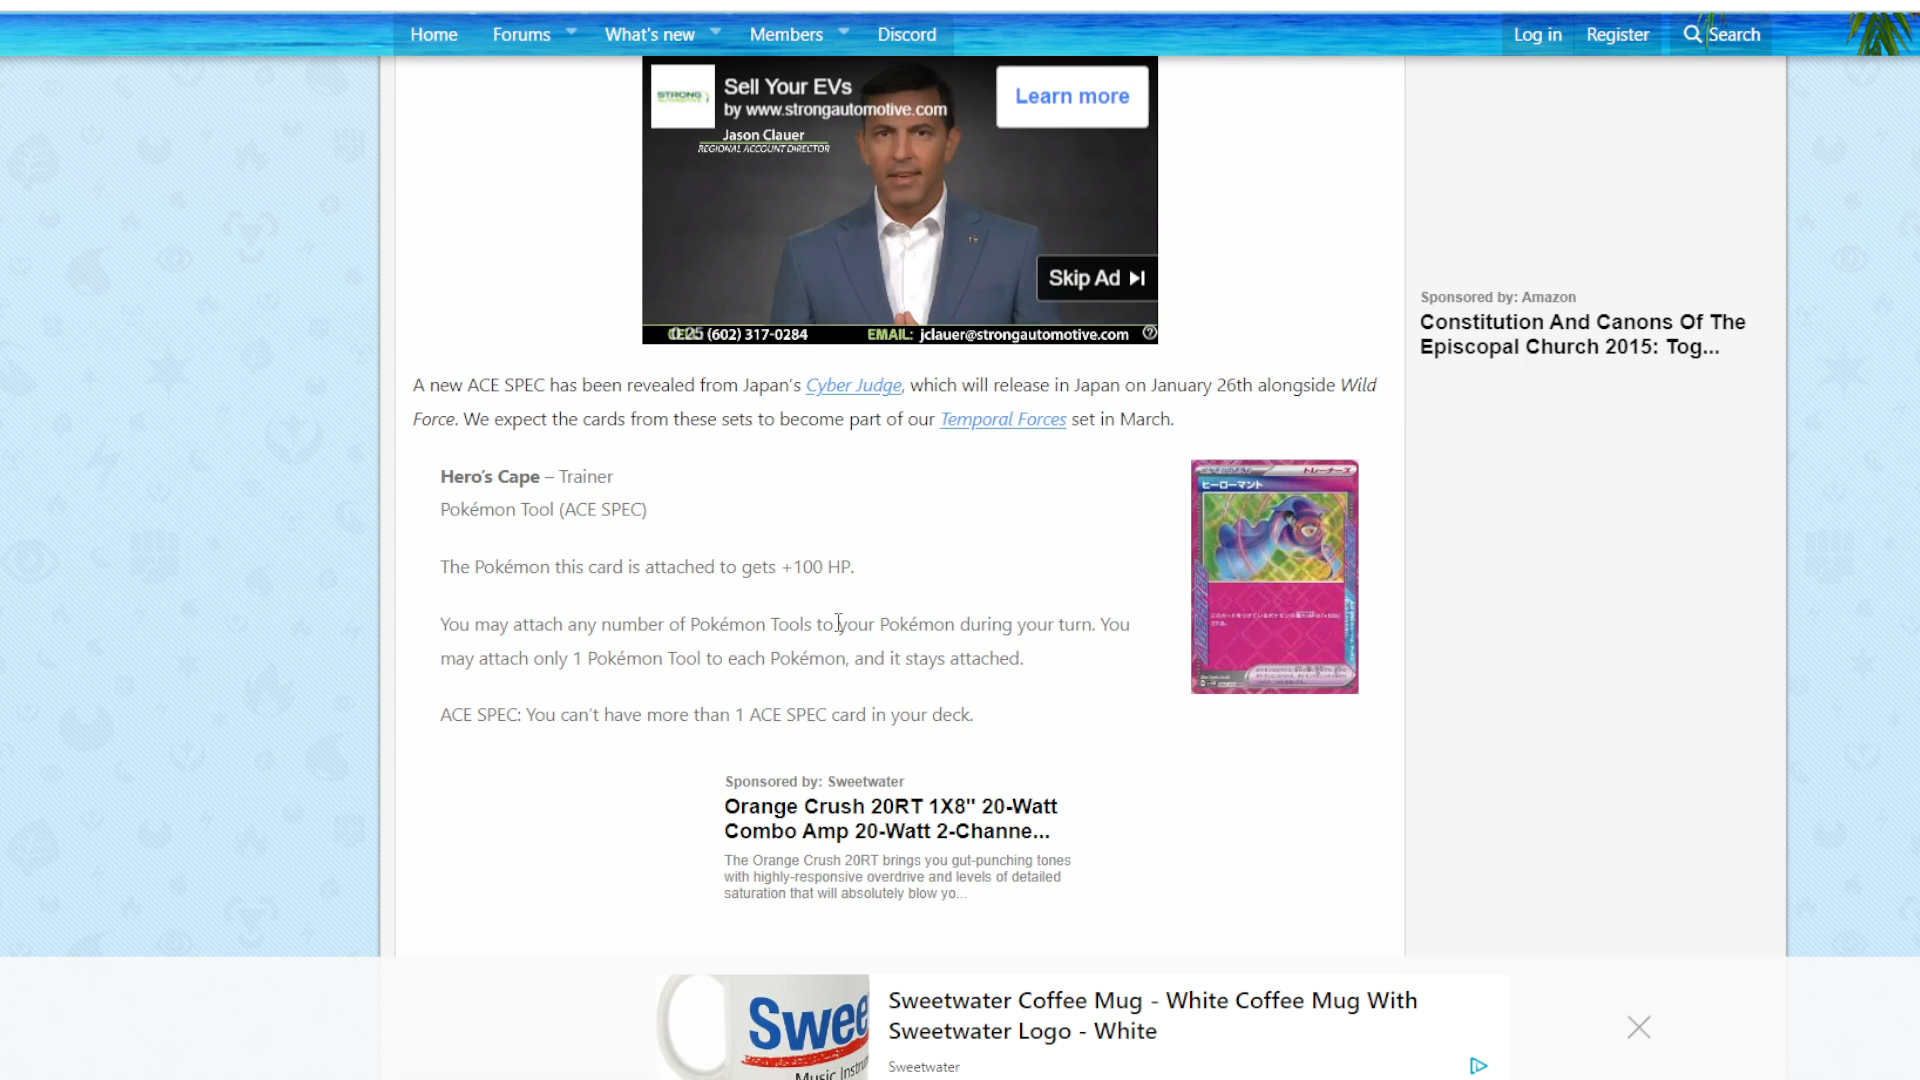 Home Forums What's new Members Discord Log in Register Search
STRONG
Sell Your EVs
by www.strongautomotive.com
Learn more
Jason Clauer
REGIONAL ACCOUNT DIRECTOR
Skip Ad
(602) 317-0284 EMAIL: jclauer@strongautomotive.com
Sponsored by: Amazon
Constitution And Canons Of The
Episcopal Church 2015: Tog...
A new ACE SPEC has been revealed from Japan's Cyber Judge, which will release in Japan on January 26th alongside Wild
Force. We expect the cards from these sets to become part of our Temporal Forces set in March.
Hero's Cape – Trainer
Pokémon Tool (ACE SPEC)
The Pokémon this card is attached to gets +100 HP.
You may attach any number of Pokémon Tools to your Pokémon during your turn. You
may attach only 1 Pokémon Tool to each Pokémon, and it stays attached.
ACE SPEC: You can't have more than 1 ACE SPEC card in your deck.
トレーナーズ
ヒーローマント
Sponsored by: Sweetwater
Orange Crush 20RT 1X8" 20-Watt
Combo Amp 20-Watt 2-Channe...
The Orange Crush 20RT brings you gut-punching tones
with highly-responsive overdrive and levels of detailed
saturation that will absolutely blow yo...
Swee
Music Instru
Sweetwater Coffee Mug - White Coffee Mug With
Sweetwater Logo - White
Sweetwater